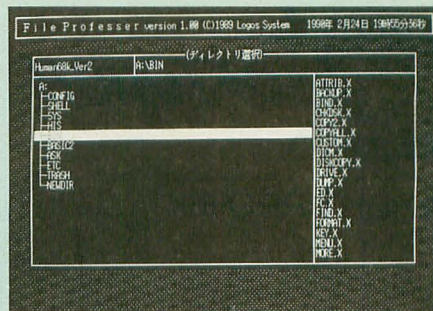 File Professer version 1.00 (C)1989 Logos System 1990年 2月24日 19時55分56秒
(ディレクトリ選択)
Human68k_Ver2 A:\BIN
A:
CONFIG
SHELL
SYS
HIS
BASIC2
ASK
ETC
TRASH
NEWDIR
ATTRIB.X
BACKUP.X
BIND.X
CHKDSK.X
COPY2.X
COPYALL.X
CUSTOM.X
DICM.X
DISKCOPY.X
DRIVE.X
DUMP.X
ED.X
FC.X
FIND.X
FORMAT.X
KEY.X
MENU.X
MORE.X